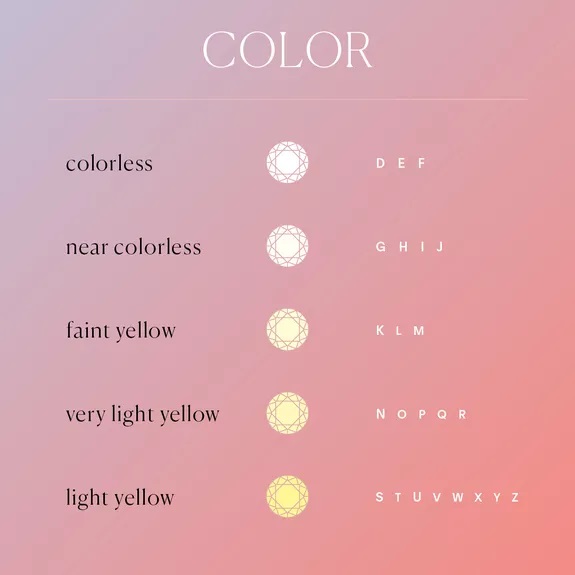 COLOR
colorless D E F
near colorless G H I J
faint yellow K L M
very light yellow N O P Q R
light yellow S T U V W X Y Z